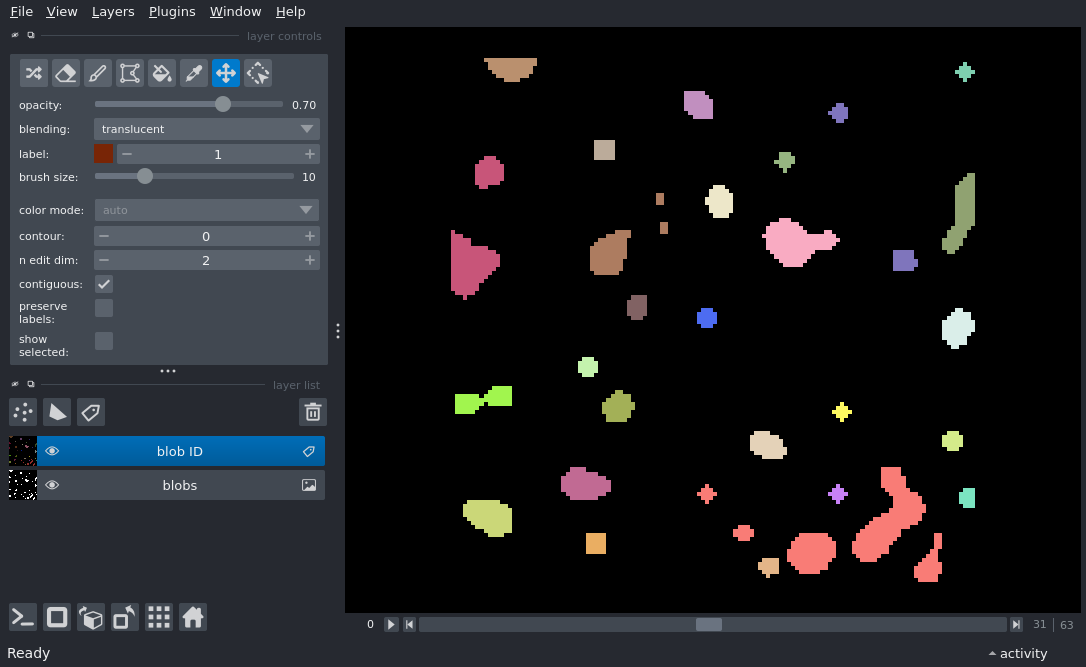 File View Layers Plugins Window Help
layer controls
opacity: 0.70
blending: translucent
label: 1
brush size: 10
color mode: auto
contour: 0
n edit dim: 2
contiguous:
preserve
labels:
show
selected:
layer list
blob ID
blobs
0 31 | 63
Ready activity